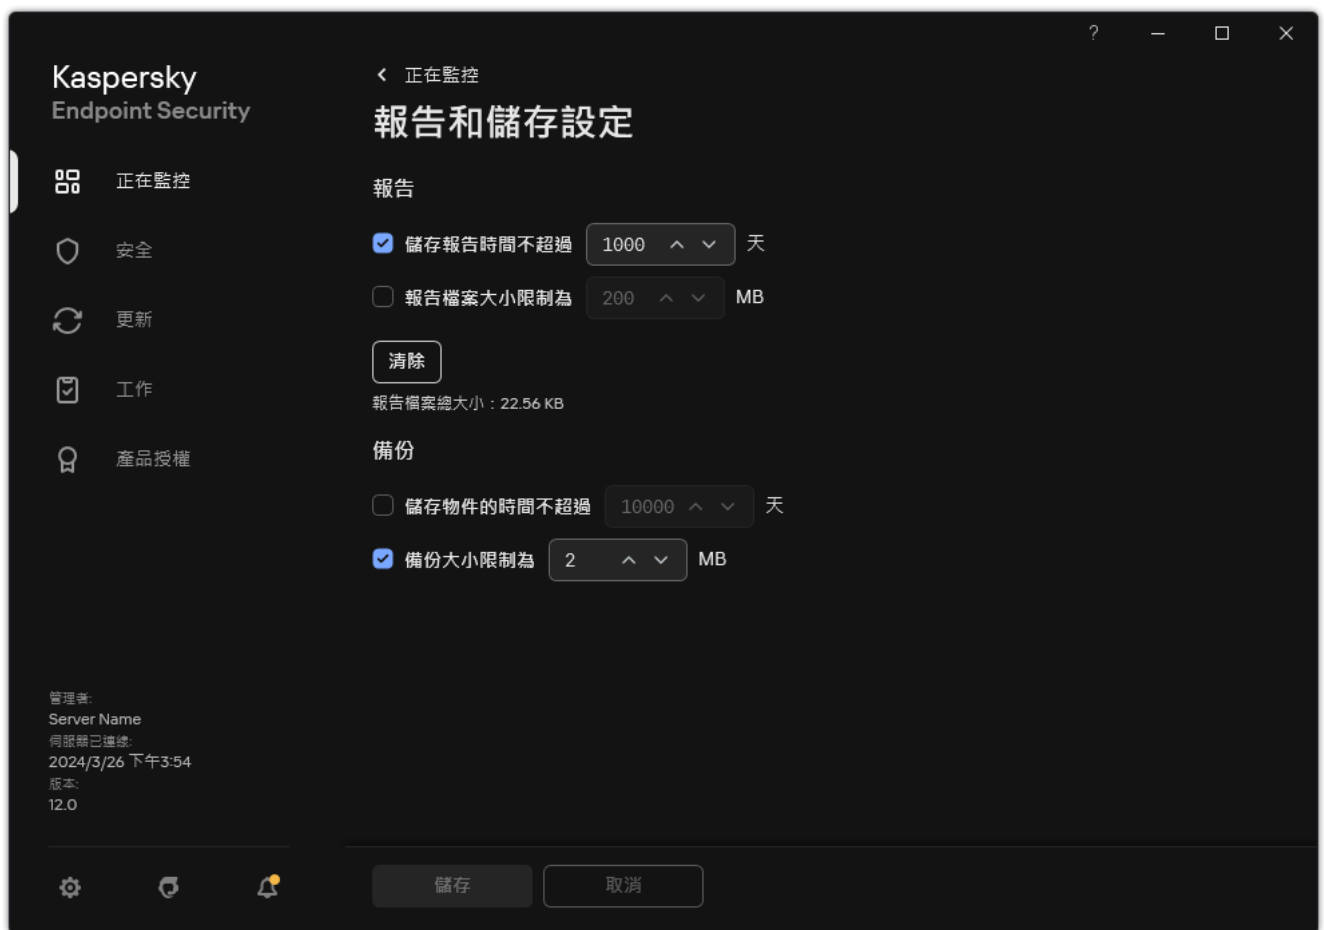 ?
Kaspersky
Endpoint Security
正在監控
安全
更新
工作
產品授權
管理者:
Server Name
伺服器已連線:
2024/3/26 下午3:54
版本:
12.0
正在監控
報告和儲存設定
報告
儲存報告時間不超過 1000 天
報告檔案大小限制為 200 MB
清除
報告檔案總大小：22.56 KB
備份
儲存物件的時間不超過 10000 天
備份大小限制為 2 MB
儲存 取消